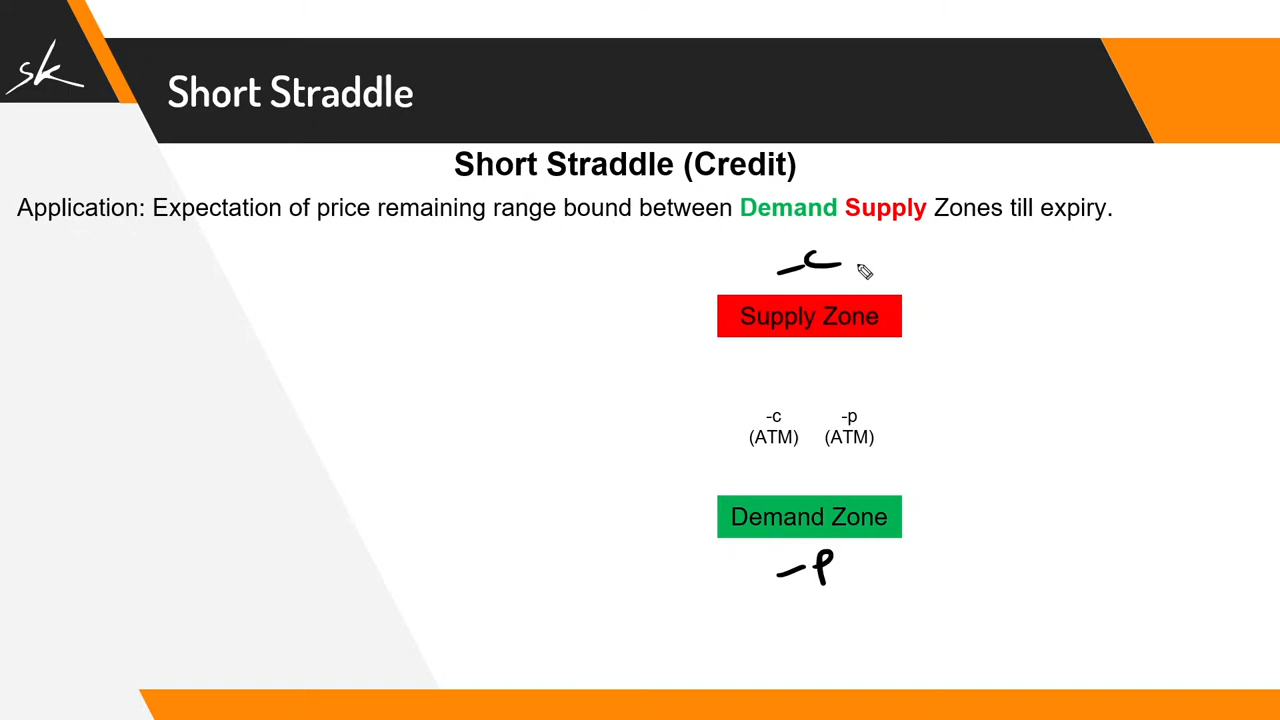 sk
Short Straddle
Short Straddle (Credit)
Application: Expectation of price remaining range bound between Demand Supply Zones till expiry.
-c
Supply Zone
-c -p
(ATM) (ATM)
Demand Zone
-P